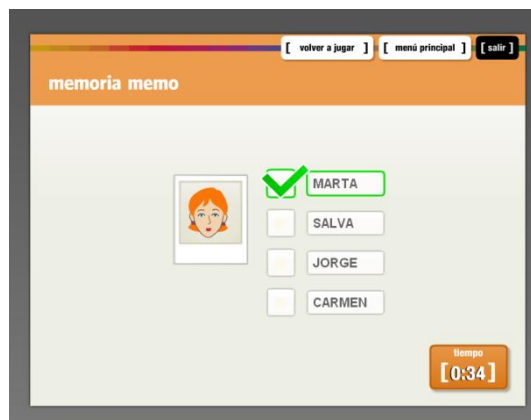 [ volver a jugar ] [ menú principal ] [ salir ]
memoria memo
MARTA
SALVA
JORGE
CARMEN
tiempo
[0:34]